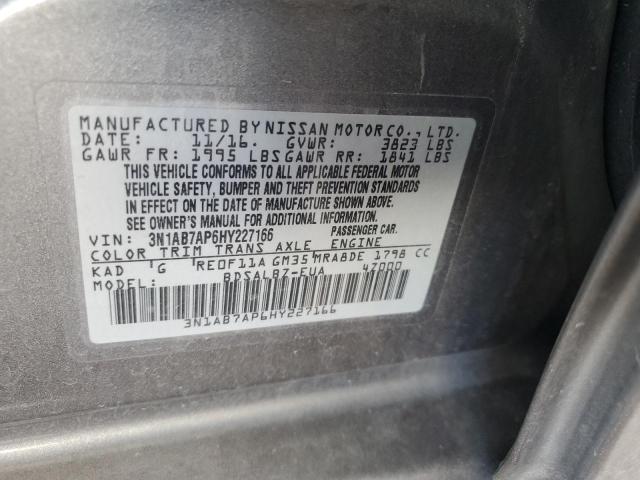 MANUFACTURED BY NISSAN MOTOR CO., LTD.
DATE: 11/16. GVWR: 3823 LBS
GAWR FR: 1995 LBS GAWR RR: 1841 LBS
THIS VEHICLE CONFORMS TO ALL APPLICABLE FEDERAL MOTOR
VEHICLE SAFETY, BUMPER AND THEFT PREVENTION STANDARDS
IN EFFECT ON THE DATE OF MANUFACTURE SHOWN ABOVE.
SEE OWNER'S MANUAL FOR ADDITIONAL INFORMATION.
VIN: 3N1AB7AP6HY227166 PASSENGER CAR.
COLOR TRIM TRANS AXLE ENGINE
KAD G RE0F11A GM35 MRA8DE 1798 CC
MODEL: BDSALBZ-EUA 4Z000
3N1AB7AP6HY227166